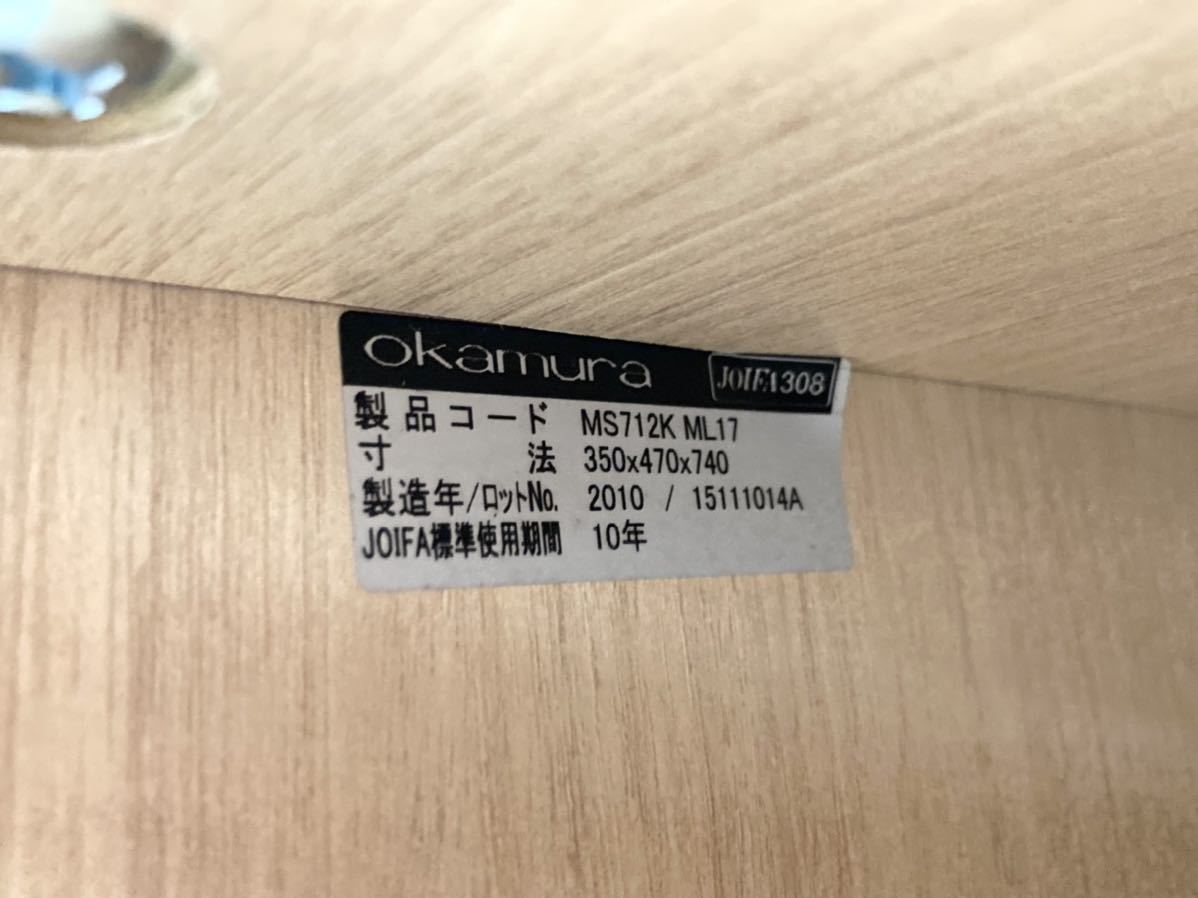 okamura JOIFA308
製品コード MS712K ML17
寸法 350x470x740
製造年/ロットNo. 2010 / 15111014A
JOIFA標準使用期間 10年